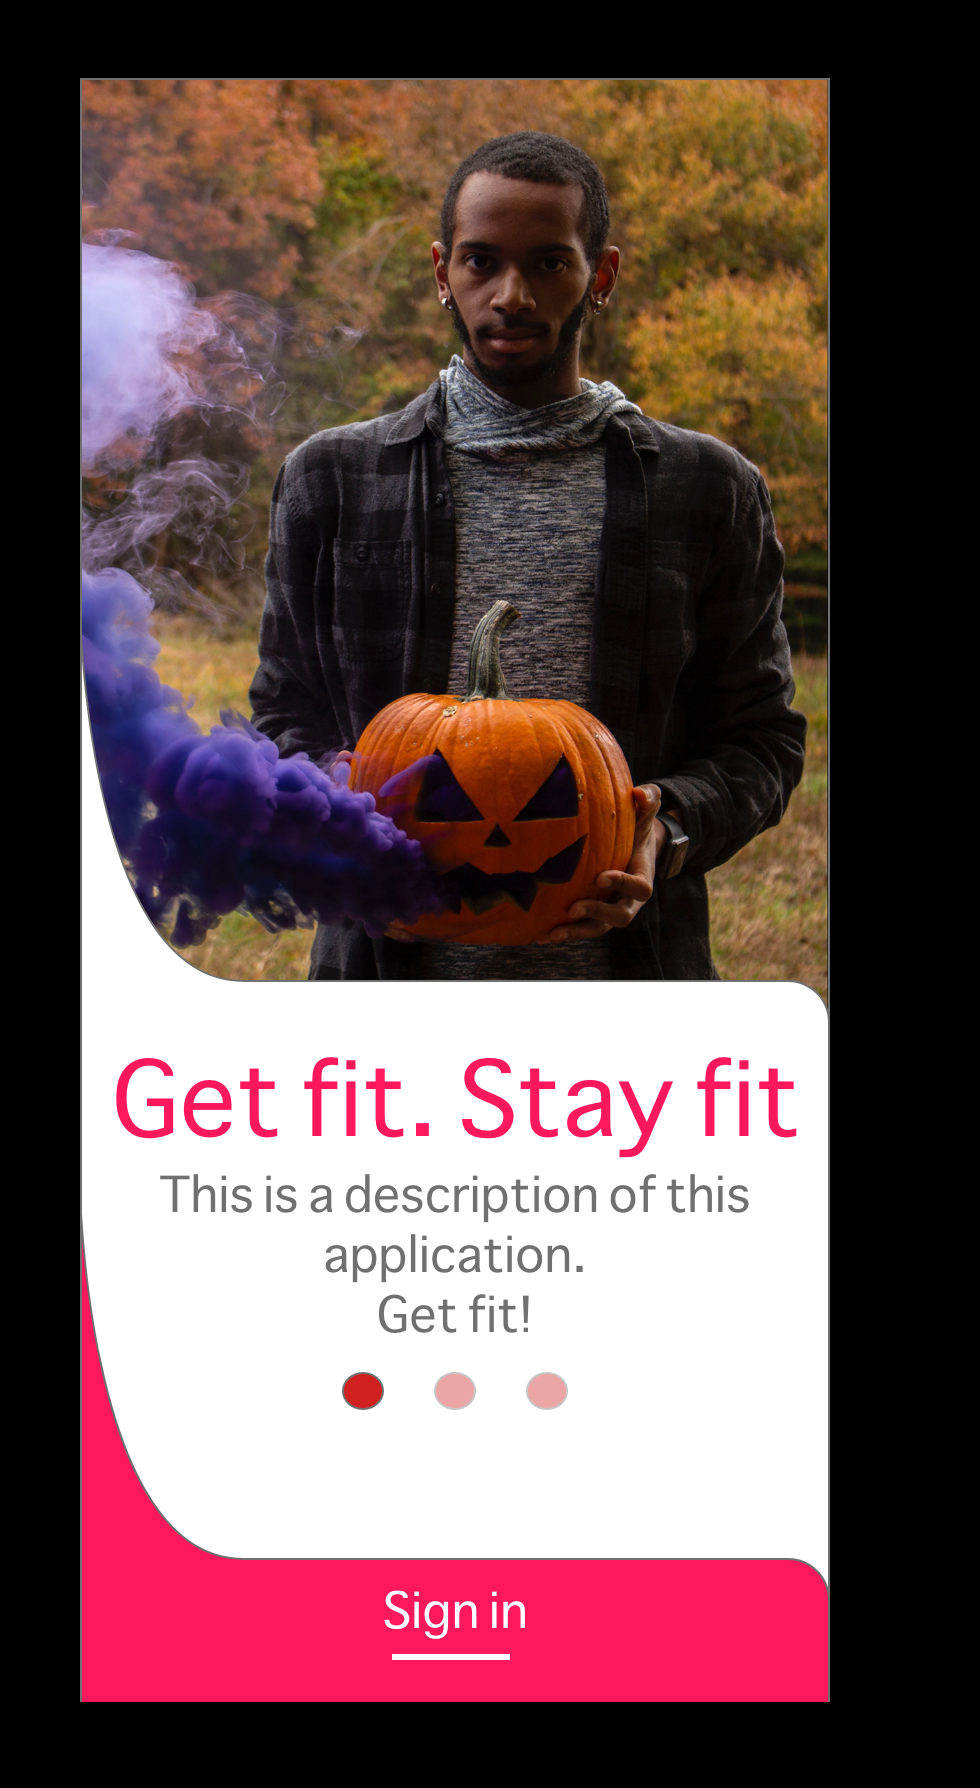 Get fit. Stay fit
This is a description of this
application.
Get fit!
Sign in